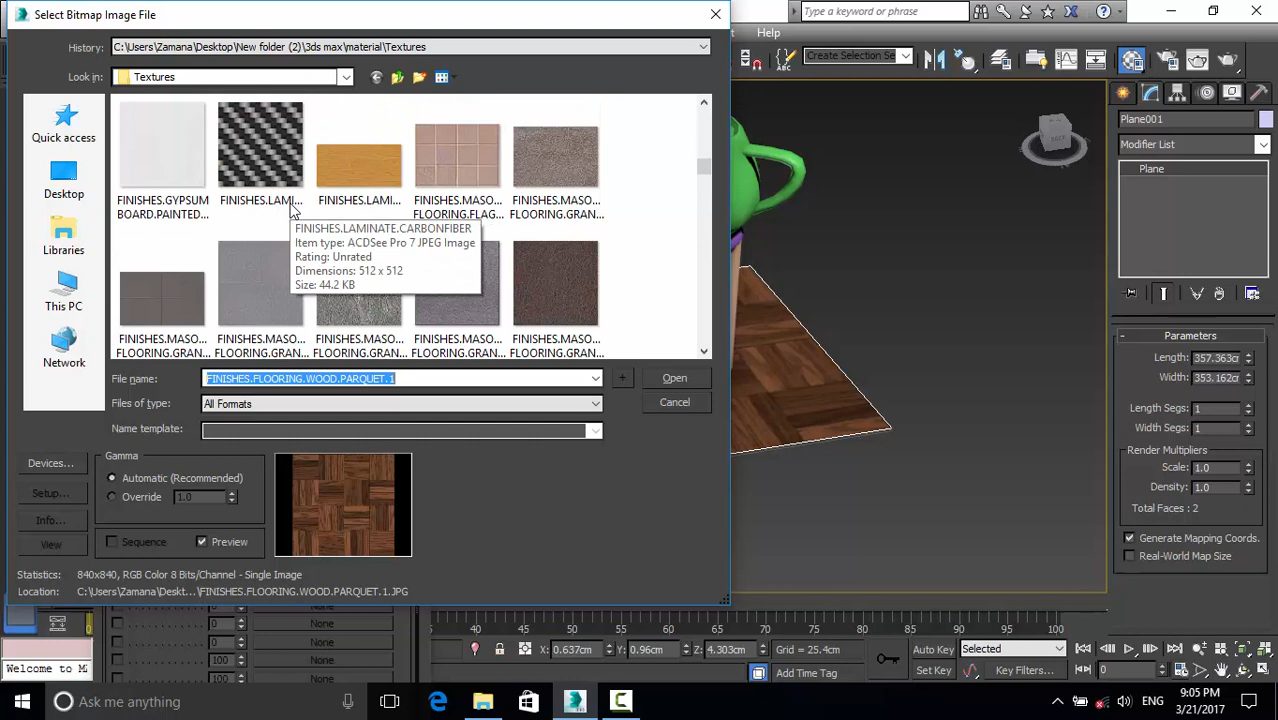 Select Bitmap Image File
Type a keyword or phrase
History:
C:\Users\Zamana\Desktop\New folder (2)\3ds max\material\Textures
Help
Look in:
Textures
Create Selection Se
Quick access
Desktop
Libraries
This PC
Network
FINISHES.GYPSUM
BOARD.PAINTED...
FINISHES.LAMI...
FINISHES.LAMI...
FINISHES.MASO...
FLOORING.FLAG...
FINISHES.MASO...
FLOORING.GRAN...
FINISHES.LAMINATE.CARBONFIBER
Item type: ACDSee Pro 7 JPEG Image
Rating: Unrated
Dimensions: 512 x 512
Size: 44.2 KB
FINISHES.MASO...
FLOORING.GRAN...
FINISHES.MASO...
FLOORING.GRAN...
FINISHES.MASO...
FLOORING.GRAN...
FINISHES.MASO...
FLOORING.GRAN...
FINISHES.MASO...
FLOORING.GRAN...
File name:
FINISHES.FLOORING.WOOD.PARQUET.1
Open
Files of type:
All Formats
Cancel
Name template:
Devices...
Setup...
Info...
View
Gamma
Automatic (Recommended)
Override
1.0
Sequence
Preview
Statistics: 840x840, RGB Color 8 Bits/Channel - Single Image
Location: C:\Users\Zamana\Deskt...\FINISHES.FLOORING.WOOD.PARQUET.1.JPG
Plane001
Modifier List
Plane
Parameters
Length: 357.363cm
Width: 353.162cm
Length Segs: 1
Width Segs: 1
Render Multipliers
Scale: 1.0
Density: 1.0
Total Faces : 2
Generate Mapping Coords.
Real-World Map Size
0 None
0 None
0 None
100 None
100 None
35 40 45 50 55 60 65 70 75 80 85 90 95 100
X: 0.637cm
Y: 0.96cm
Z: 4.303cm
Grid = 25.4cm
Add Time Tag
Auto Key
Selected
Set Key
Key Filters...
0
Welcome to M
Ask me anything
ENG
9:05 PM
3/21/2017